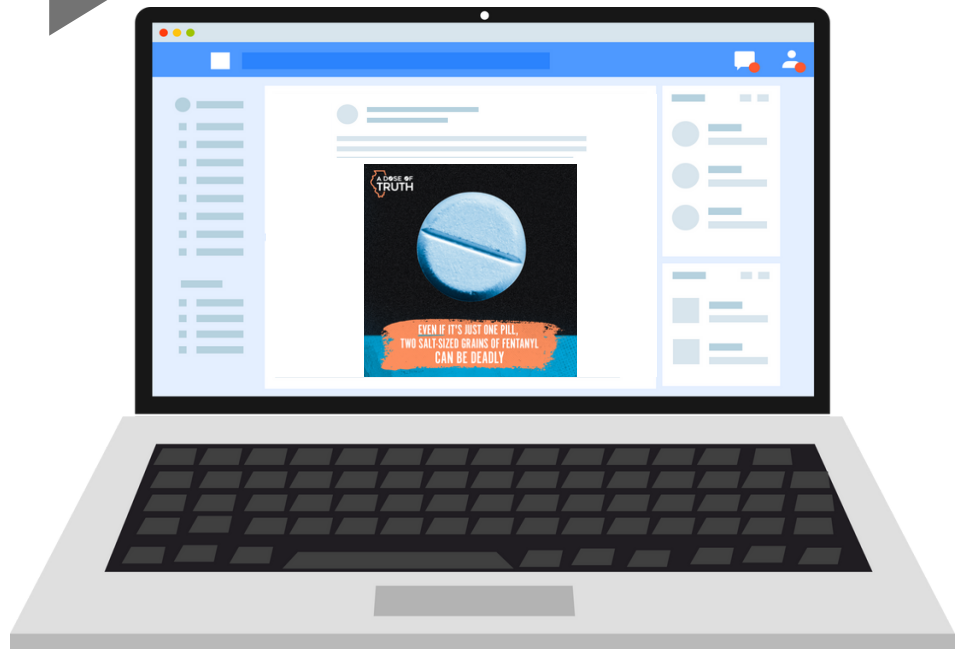 A DOSE OF
TRUTH
EVEN IF IT'S JUST ONE PILL,
TWO SALT-SIZED GRAINS OF FENTANYL
CAN BE DEADLY